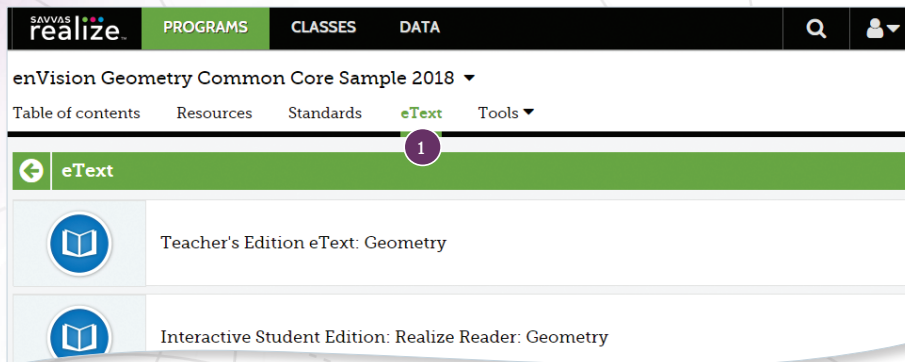 savvas
realize™ PROGRAMS CLASSES DATA
enVision Geometry Common Core Sample 2018
Table of contents Resources Standards eText Tools
1
eText
Teacher's Edition eText: Geometry
Interactive Student Edition: Realize Reader: Geometry